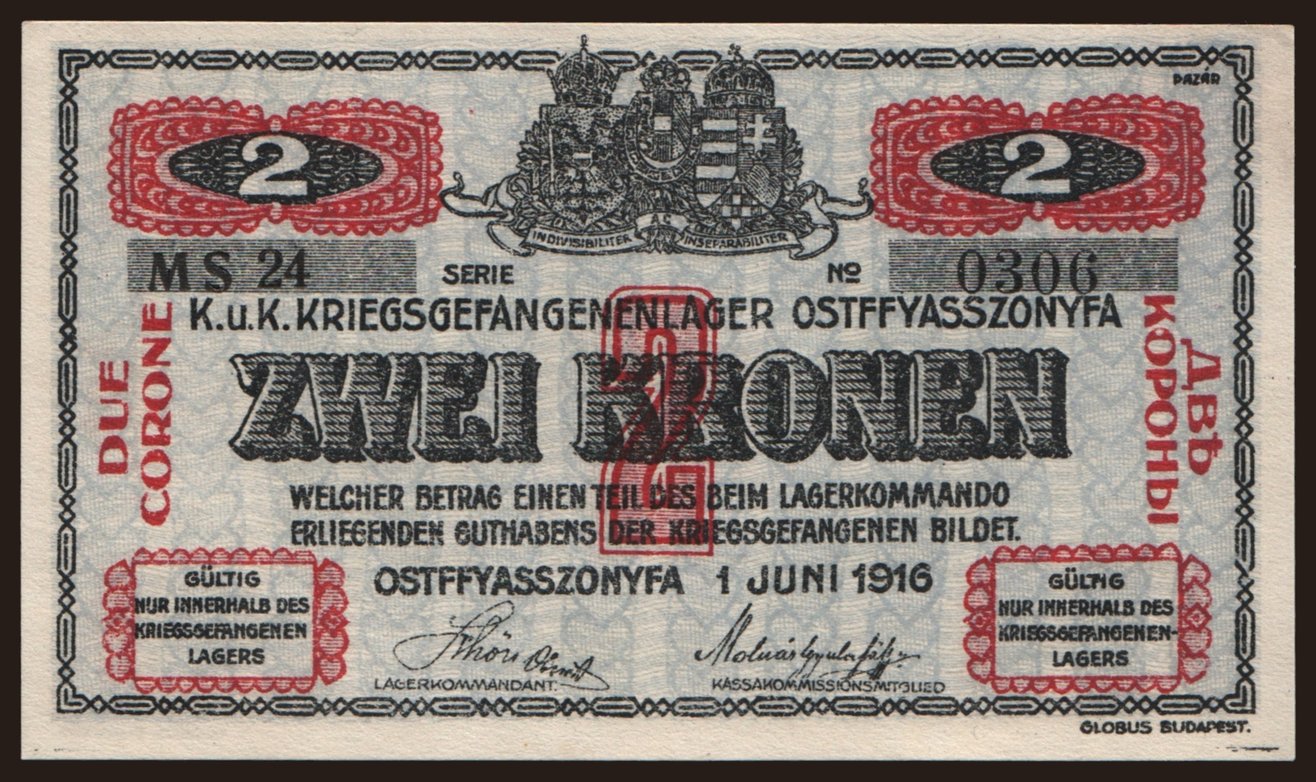 PAZÁR
2 2
INDIVISIBILITER AC INSEPARABILITER
MS 24 SERIE No 0306
K.u.K. KRIEGSGEFANGENENLAGER OSTFFYASSZONYFA
ZWEI KRONEN
2
DUE
CORONE
ДВѢ
КОРОНЫ
WELCHER BETRAG EINEN TEIL DES BEIM LAGERKOMMANDO
ERLIEGENDEN GUTHABENS DER KRIEGSGEFANGENEN BILDET.
OSTFFYASSZONYFA 1 JUNI 1916
GÜLTIG
NUR INNERHALB DES
KRIEGSGEFANGENEN
LAGERS
GÜLTIG
NUR INNERHALB DES
KRIEGSGEFANGENEN-
LAGERS
LAGERKOMMANDANT.
KASSAKOMMISSIONSMITGLIED
GLOBUS BUDAPEST.